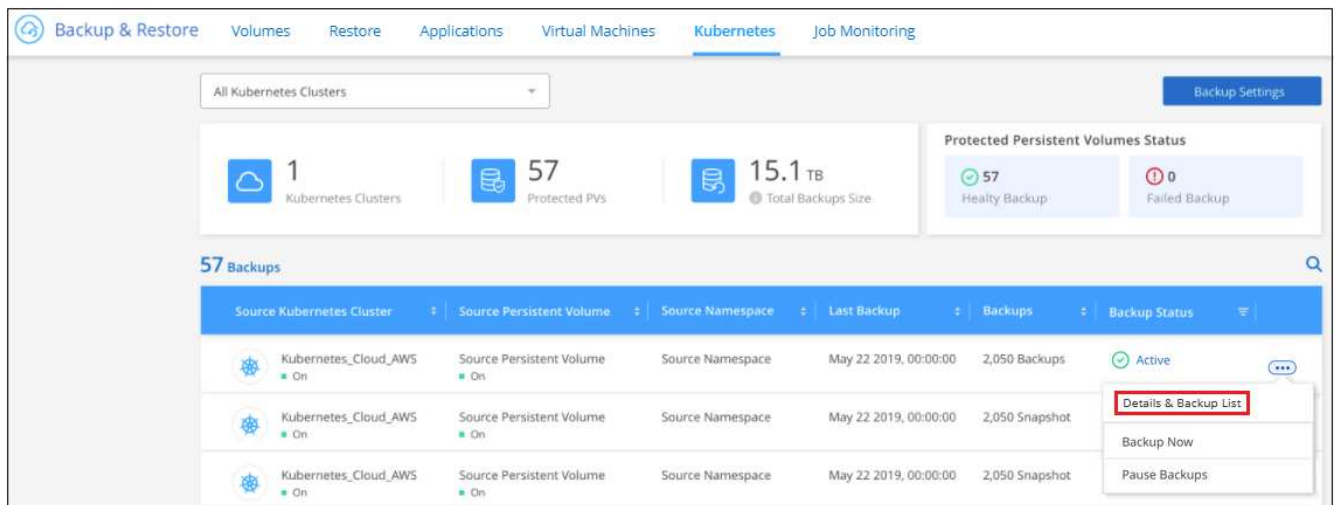 Backup & Restore Volumes Restore Applications Virtual Machines Kubernetes Job Monitoring
All Kubernetes Clusters
Backup Settings
1
Kubernetes Clusters
57
Protected PVs
15.1 TB
Total Backups Size
Protected Persistent Volumes Status
57
Healty Backup
0
Failed Backup
57 Backups
Source Kubernetes Cluster Source Persistent Volume Source Namespace Last Backup Backups Backup Status
Kubernetes_Cloud_AWS Source Persistent Volume Source Namespace May 22 2019, 00:00:00 2,050 Backups Active
On On
Details & Backup List
Kubernetes_Cloud_AWS Source Persistent Volume Source Namespace May 22 2019, 00:00:00 2,050 Snapshot
On On
Backup Now
Kubernetes_Cloud_AWS Source Persistent Volume Source Namespace May 22 2019, 00:00:00 2,050 Snapshot
On On
Pause Backups